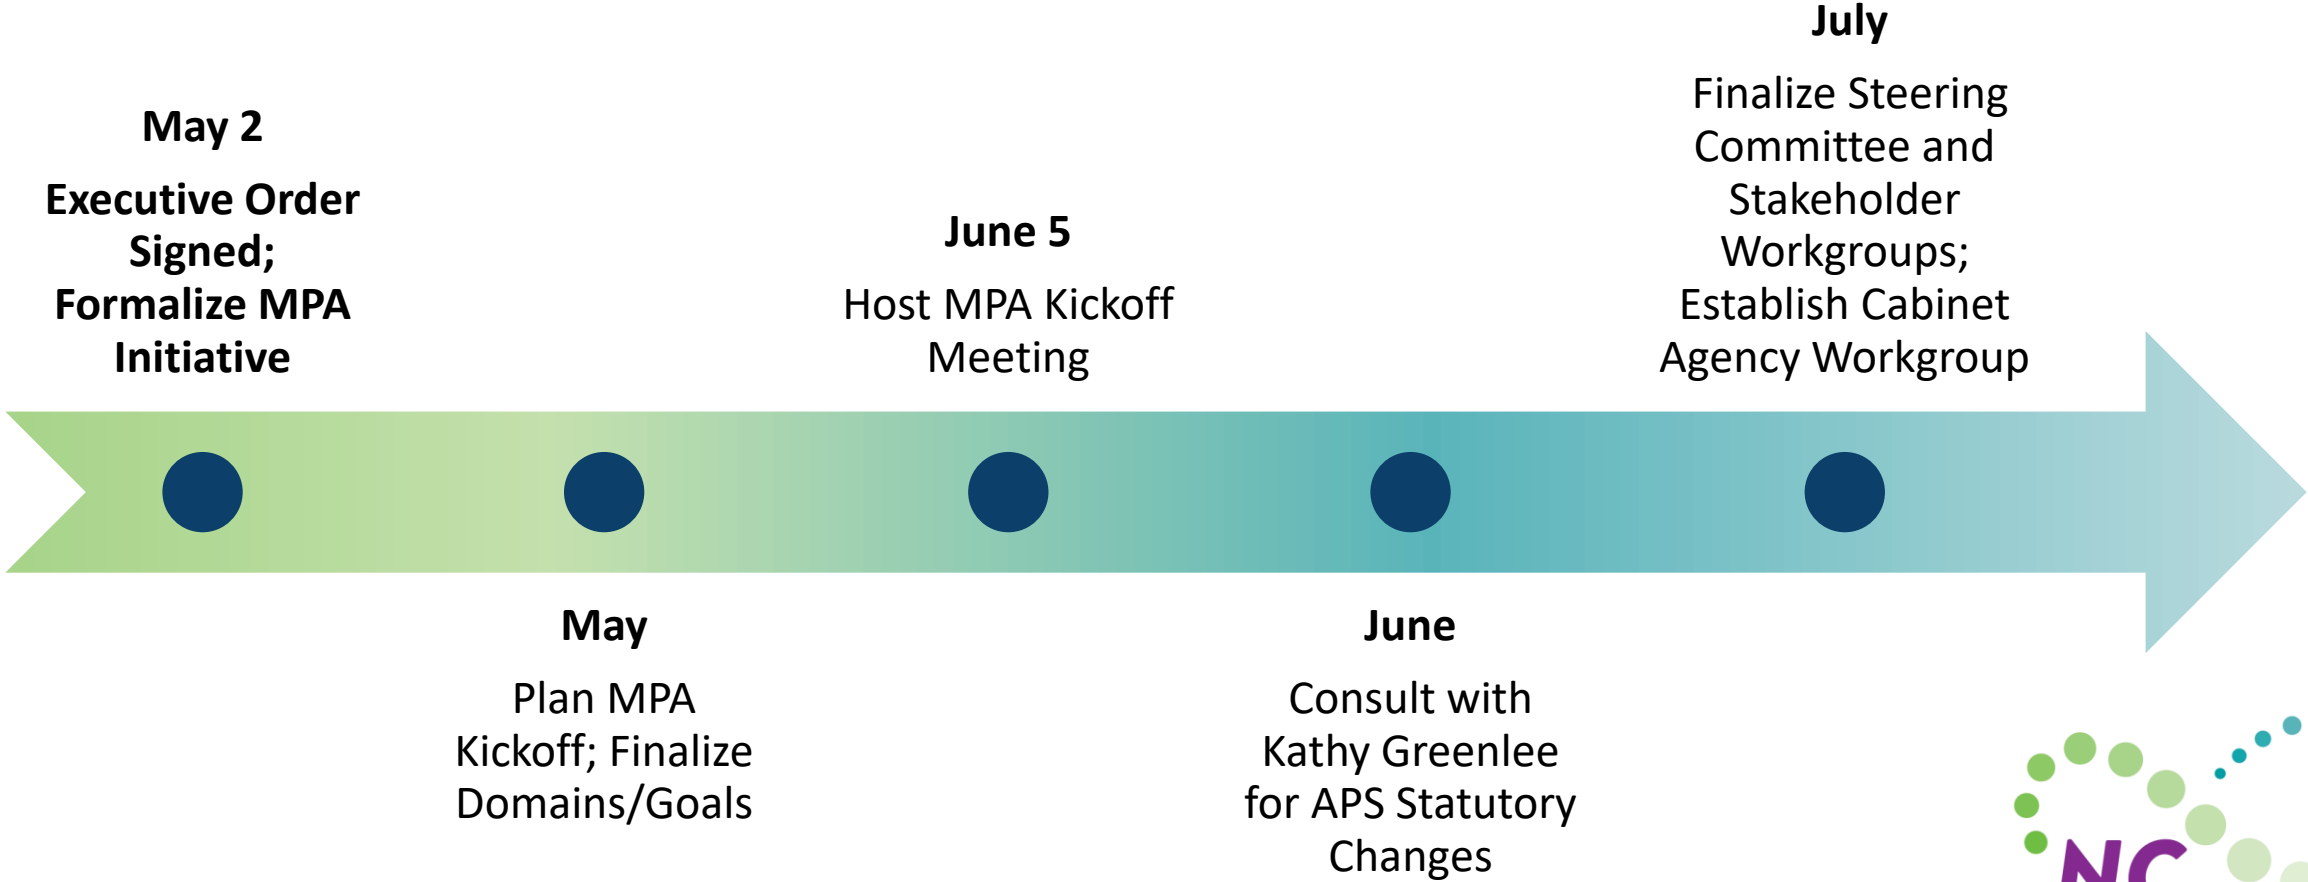 May 2
Executive Order
Signed;
Formalize MPA
Initiative
May
Plan MPA
Kickoff; Finalize
Domains/Goals
June 5
Host MPA Kickoff
Meeting
June
Consult with
Kathy Greenlee
for APS Statutory
Changes
July
Finalize Steering
Committee and
Stakeholder
Workgroups;
Establish Cabinet
Agency Workgroup
NC